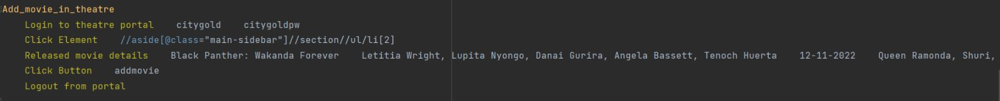 Add_movie_in_theatre
    Login to theatre portal    citygold    citygoldpw
    Click Element    //aside[@class="main-sidebar"]//section//ul/li[2]
    Released movie details    Black Panther: Wakanda Forever    Letitia Wright, Lupita Nyongo, Danai Gurira, Angela Bassett, Tenoch Huerta    12-11-2022    Queen Ramonda, Shuri,
    Click Button    addmovie
    Logout from portal